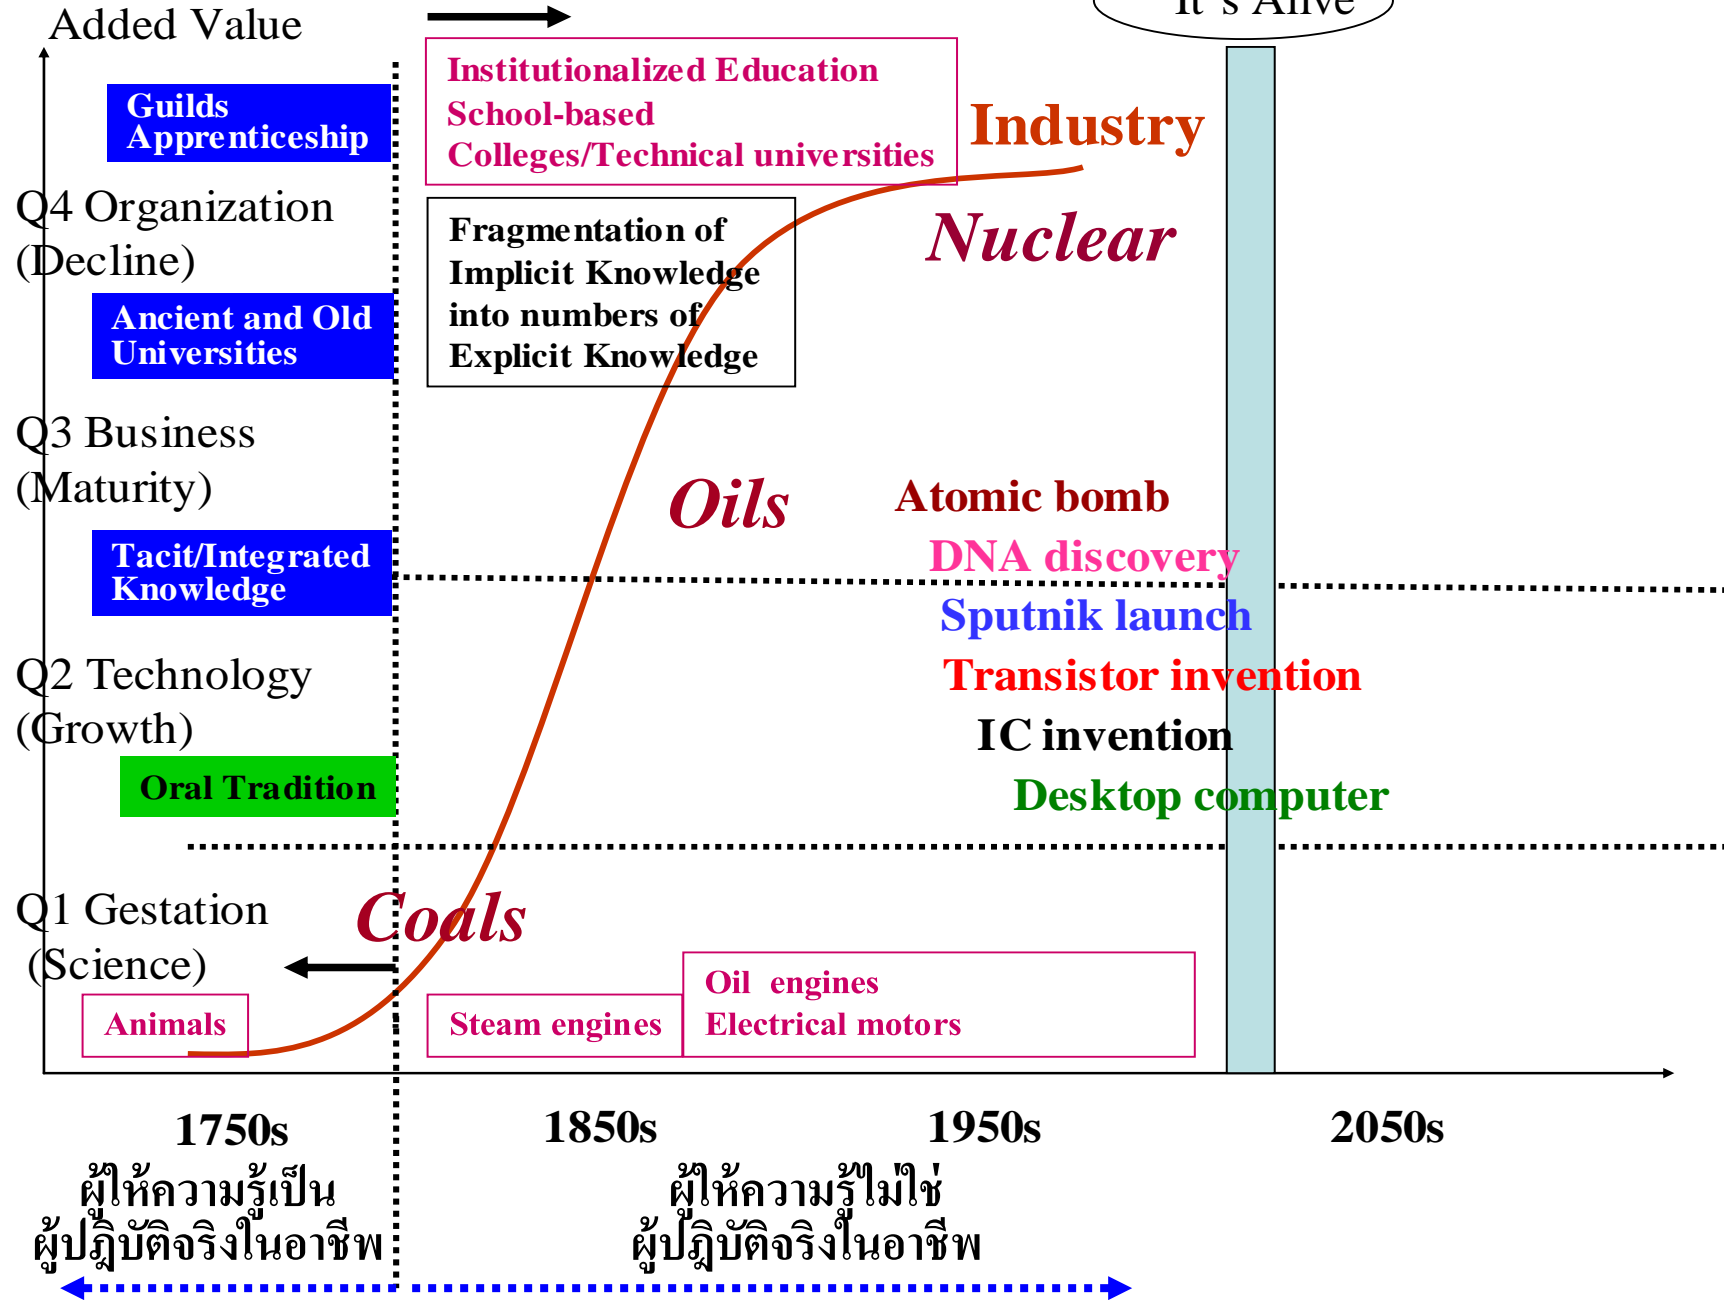 It's Alive
Added Value
Institutionalized Education
School-based
Colleges/Technical universities
Guilds
Apprenticeship
Industry
Q4 Organization
(Decline)
Fragmentation of
Implicit Knowledge
into numbers of
Explicit Knowledge
Nuclear
Ancient and Old
Universities
Q3 Business
(Maturity)
Oils
Atomic bomb
DNA discovery
Tacit/Integrated
Knowledge
Sputnik launch
Q2 Technology
(Growth)
Transistor invention
IC invention
Oral Tradition
Desktop computer
Q1 Gestation
(Science)
Coals
Animals
Steam engines
Oil engines
Electrical motors
1750s
1850s
1950s
2050s
ผู้ให้ความรู้เป็น
ผู้ปฎิบัติจริงในอาชีพ
ผู้ให้ความรู้ไม่ใช่
ผู้ปฎิบัติจริงในอาชีพ